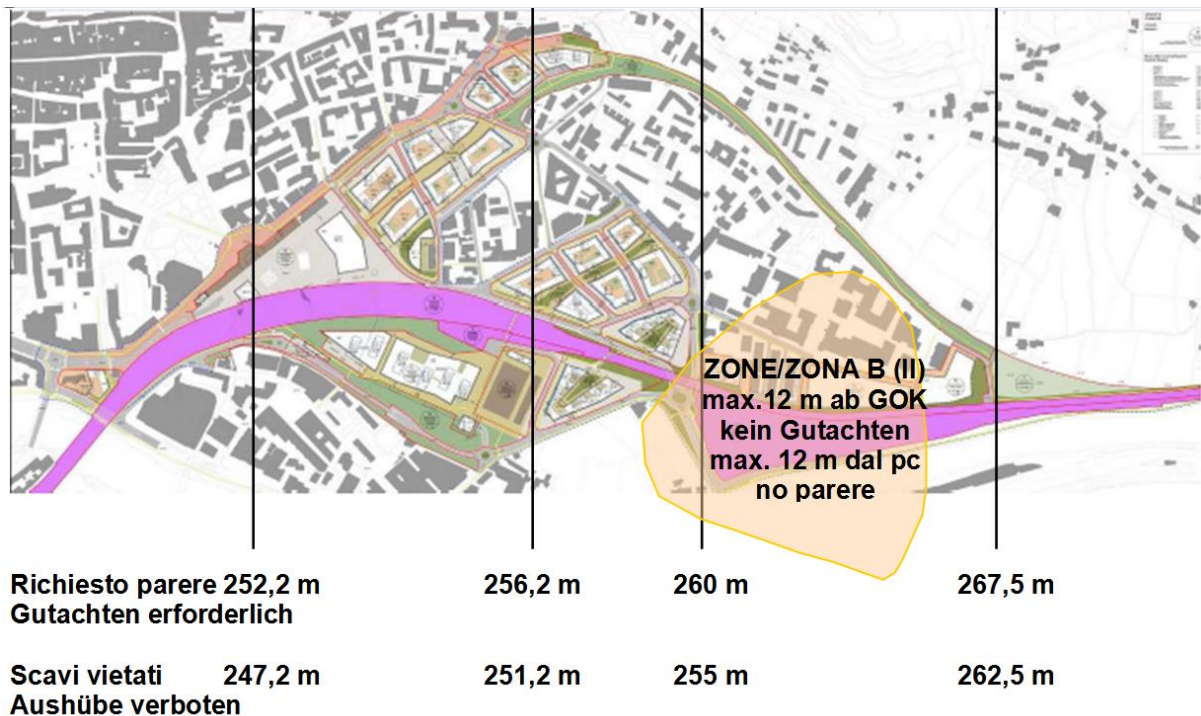 ZONE/ZONA B (II)
max.12 m ab GOK
kein Gutachten
max. 12 m dal pc
no parere
Richiesto parere 252,2 m 256,2 m 260 m 267,5 m
Gutachten erforderlich
Scavi vietati 247,2 m 251,2 m 255 m 262,5 m
Aushübe verboten